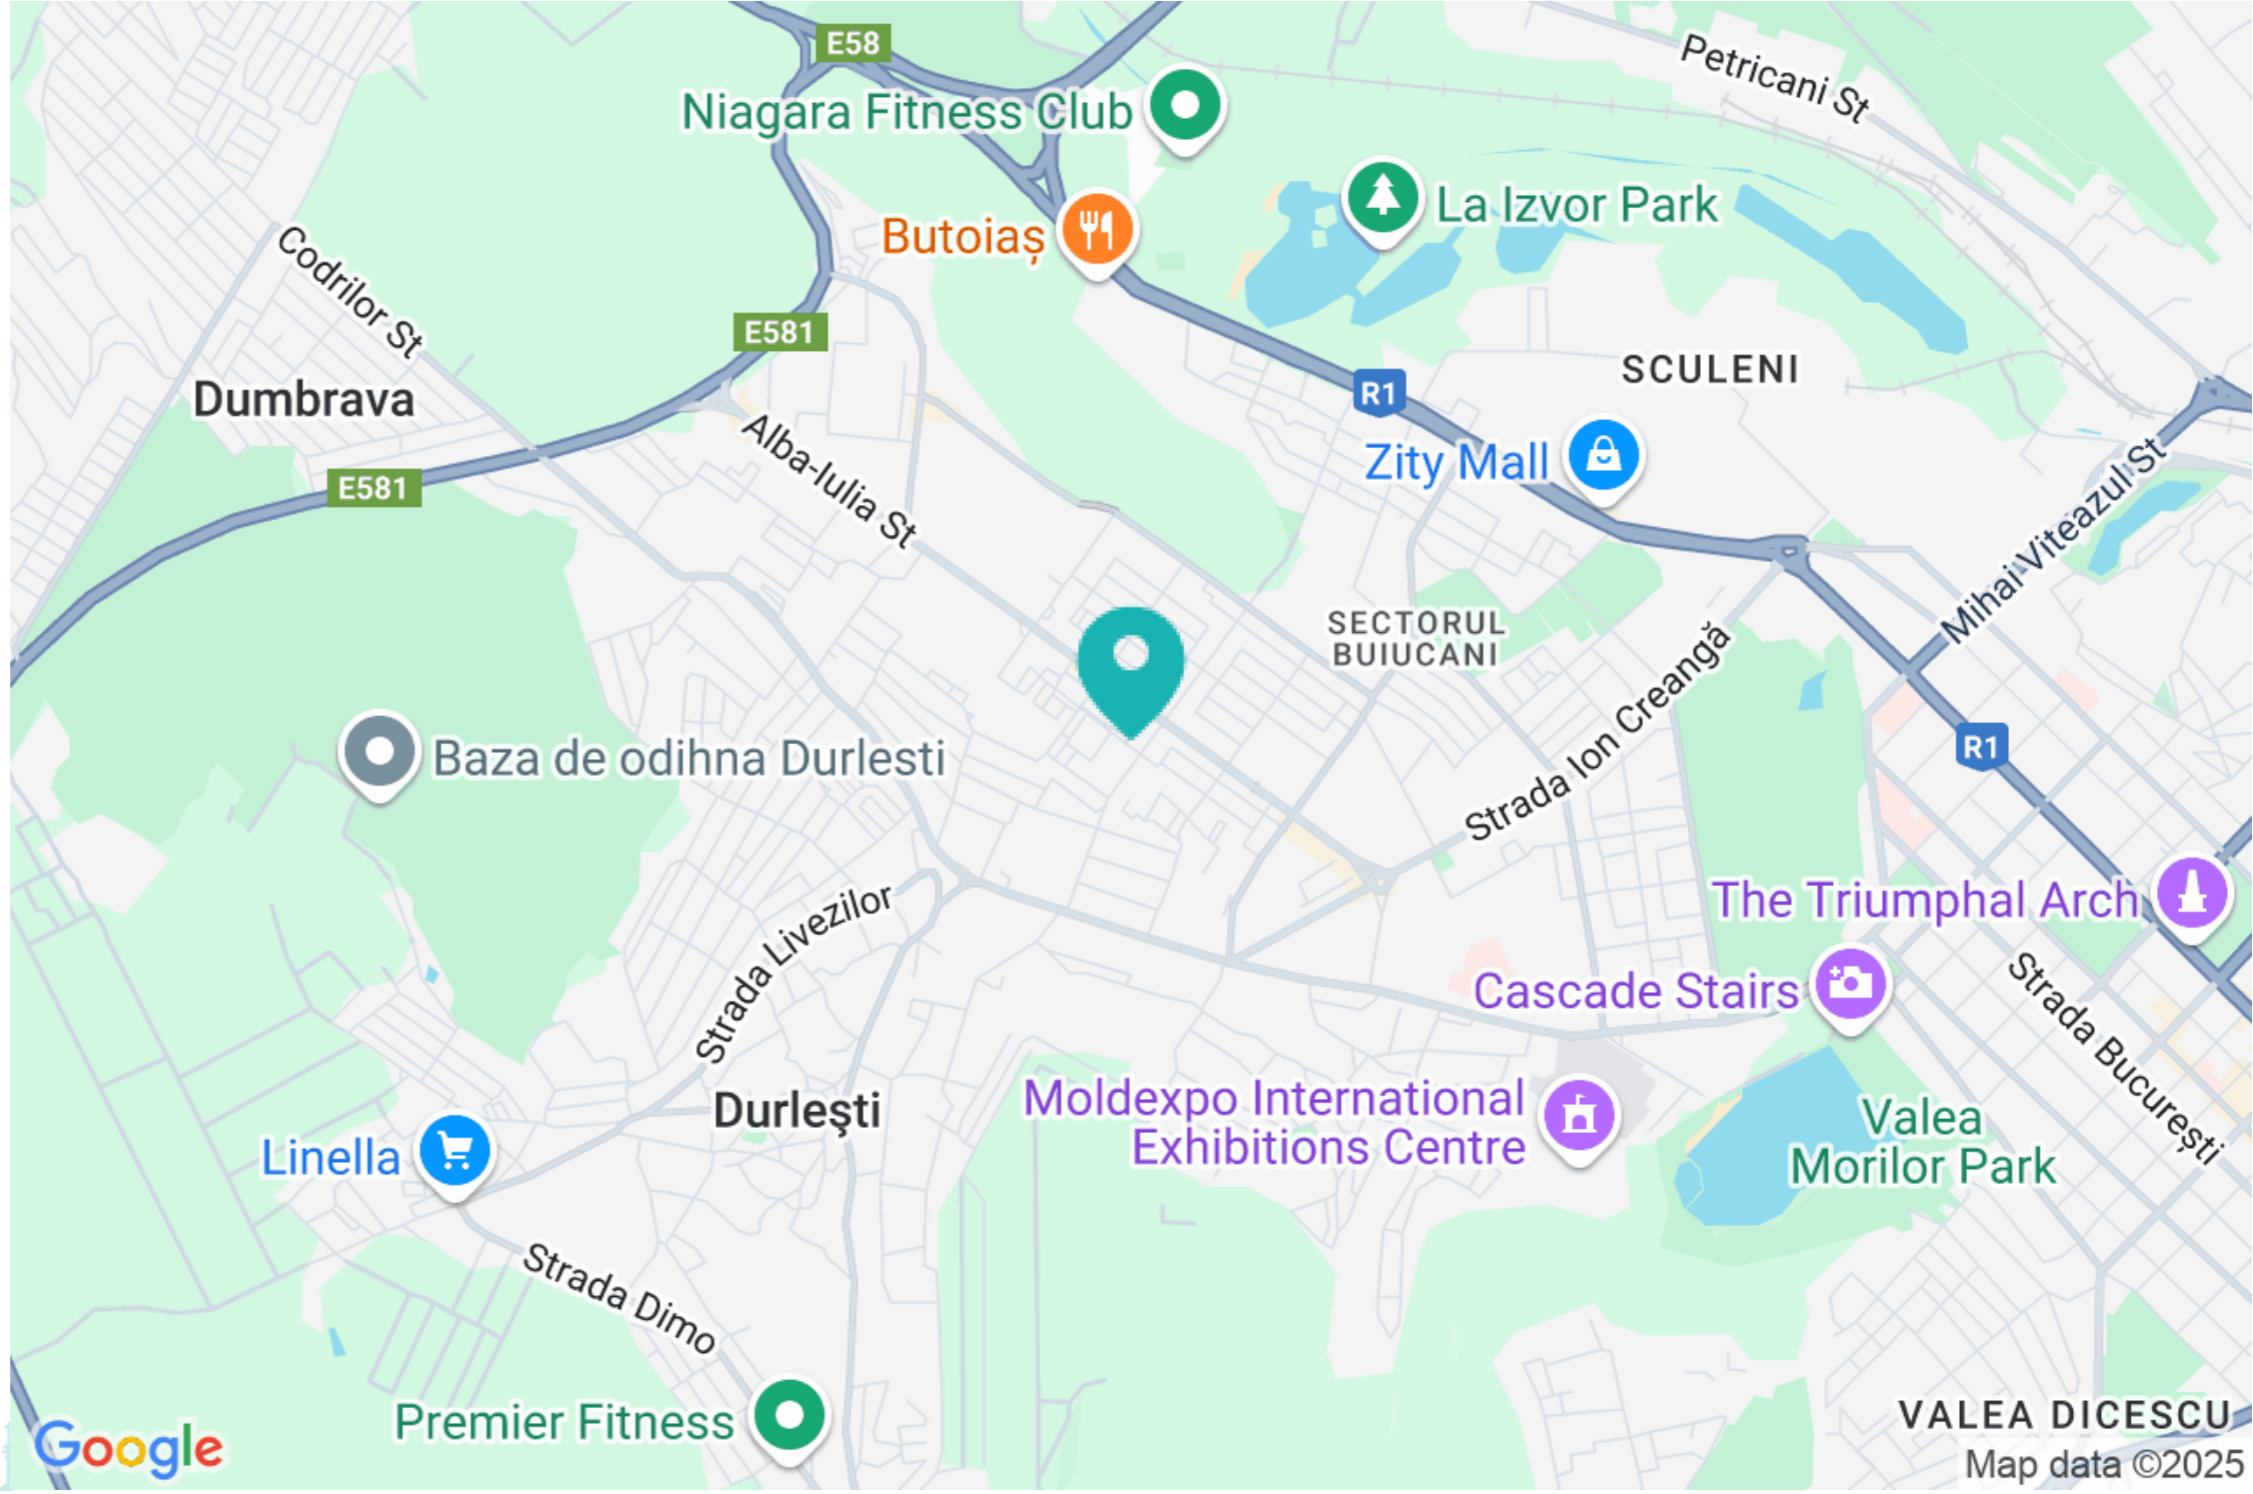 E58
Petricani St
Niagara Fitness Club
La Izvor Park
Butoiaș
Codrilor St
E581
SCULENI
Dumbrava
R1
Alba-Iulia St
Zity Mall
E581
Mihai Viteazul St
SECTORUL
BUIUCANI
Strada Ion Creangă
R1
Baza de odihna Durlesti
The Triumphal Arch
Strada Livezilor
Cascade Stairs
Strada București
Durleşti
Moldexpo International
Exhibitions Centre
Valea
Morilor Park
Linella
Strada Dimo
Premier Fitness
VALEA DICESCU
Google
Map data ©2025